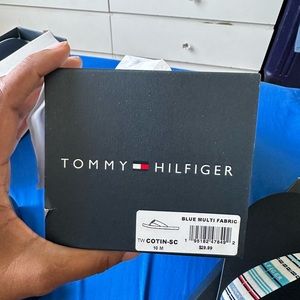 TOMMY HILFIGER
BLUE MULTI FABRIC
TW COTIN-SC
10 M
$29.99